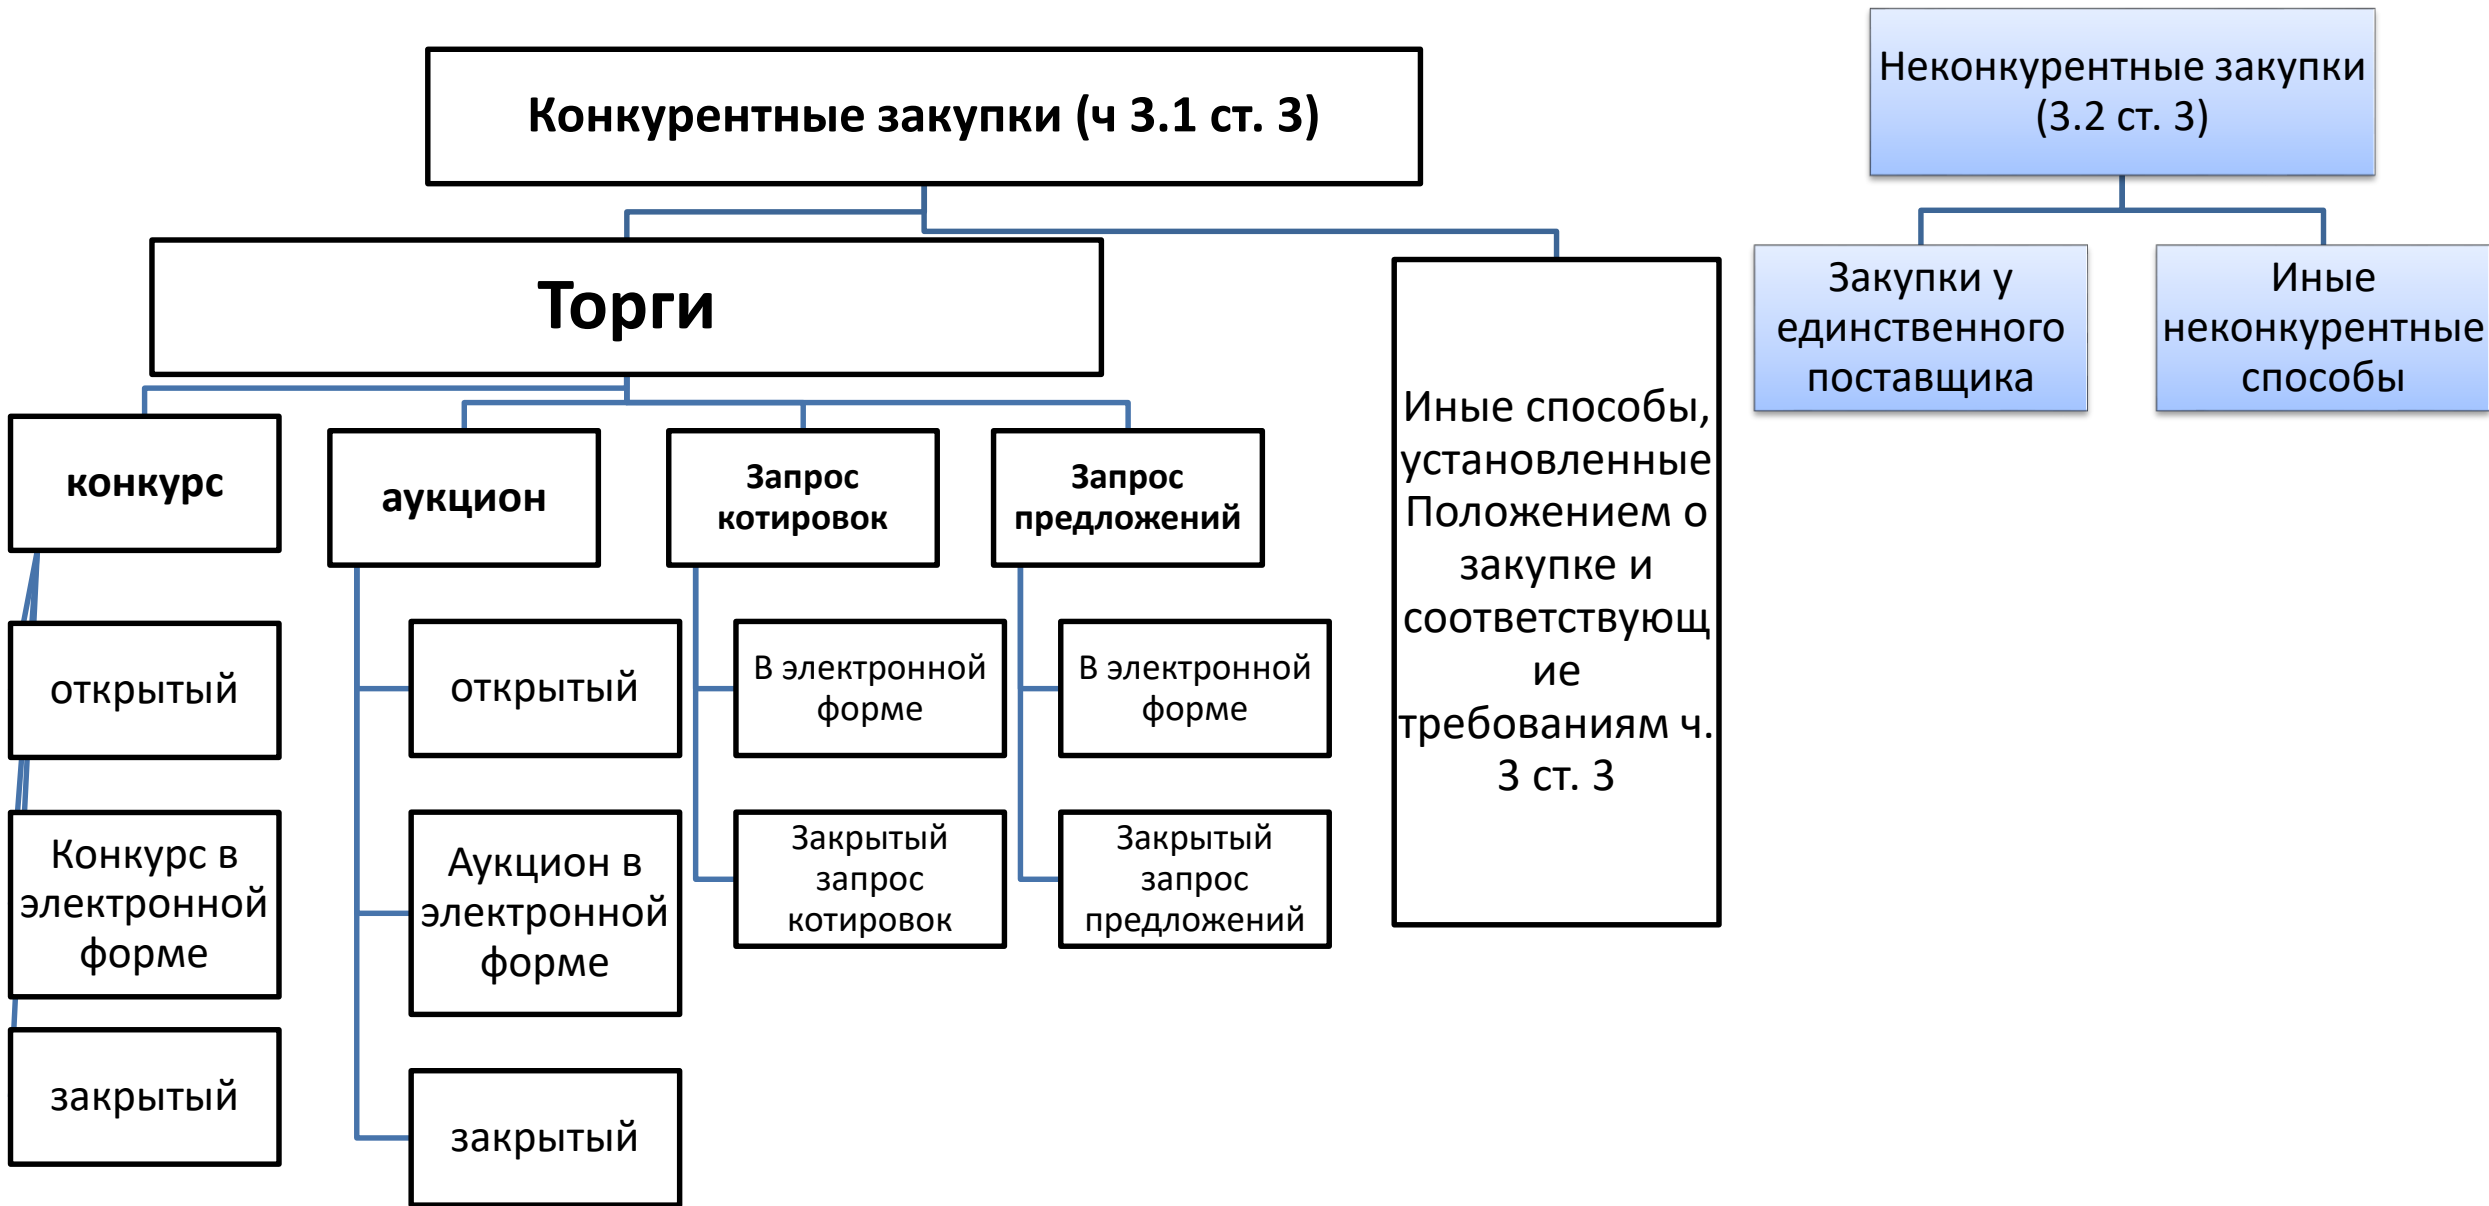 Конкурентные закупки (ч 3.1 ст. 3)
Неконкурентные закупки
(3.2 ст. 3)
Торги
Закупки у
единственного
поставщика
Иные
неконкурентные
способы
конкурс
аукцион
Запрос
котировок
Запрос
предложений
Иные способы,
установленные
Положением о
закупке и
соответствующ
ие
требованиям ч.
3 ст. 3
открытый
открытый
В электронной
форме
В электронной
форме
Конкурс в
электронной
форме
Аукцион в
электронной
форме
Закрытый
запрос
котировок
Закрытый
запрос
предложений
закрытый
закрытый